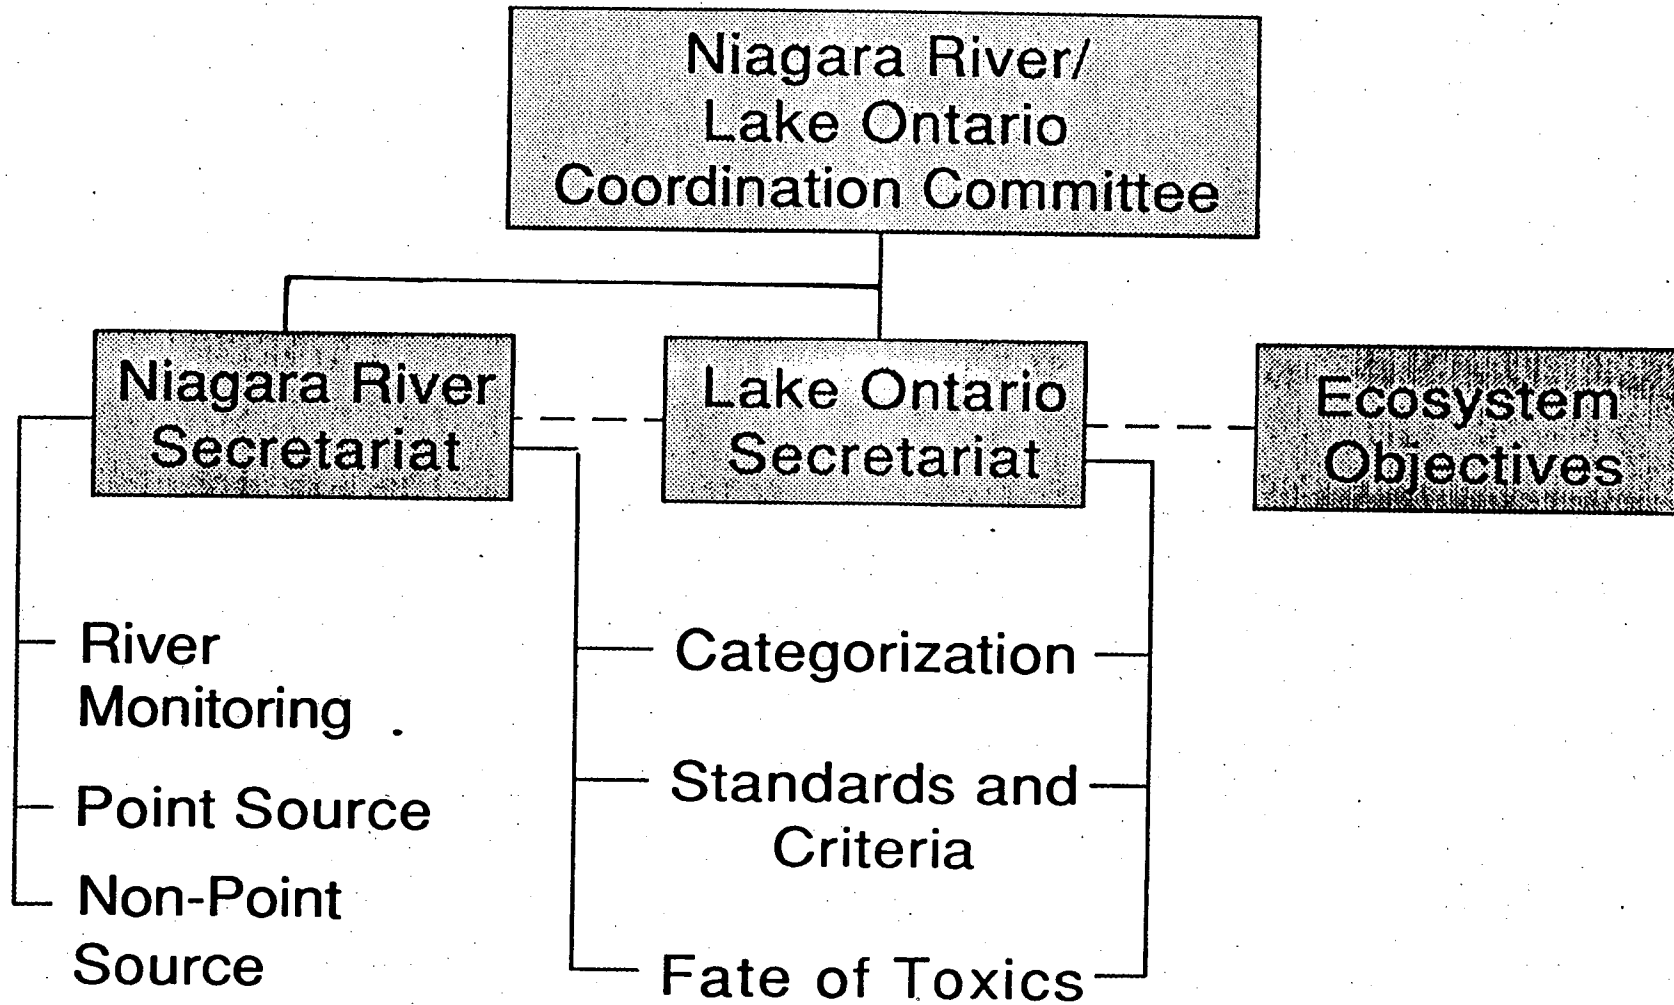 Niagara River/
Lake Ontario
Coordination Committee
Niagara River
Secretariat
Lake Ontario
Secretariat
Ecosystem
Objectives
River
Monitoring
Point Source
Non-Point
Source
Categorization
Standards and
Criteria
Fate of Toxics